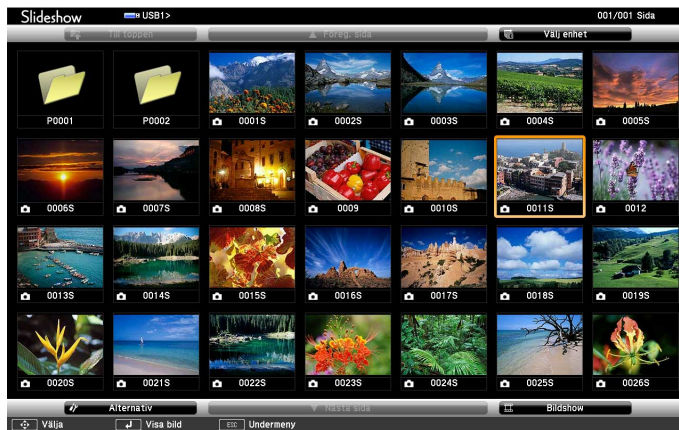 Slideshow USB1> 001/001 Sida
Till toppen Föreg. sida Välj enhet
P0001 P0002 0001S 0002S 0003S 0004S 0005S
0006S 0007S 0008S 0009 0010S 0011S 0012
0013S 0014S 0015S 0016S 0017S 0018S 0019S
0020S 0021S 0022S 0023S 0024S 0025S 0026S
Alternativ Nästa sida Bildshow
Välja Visa bild ESC Undermeny